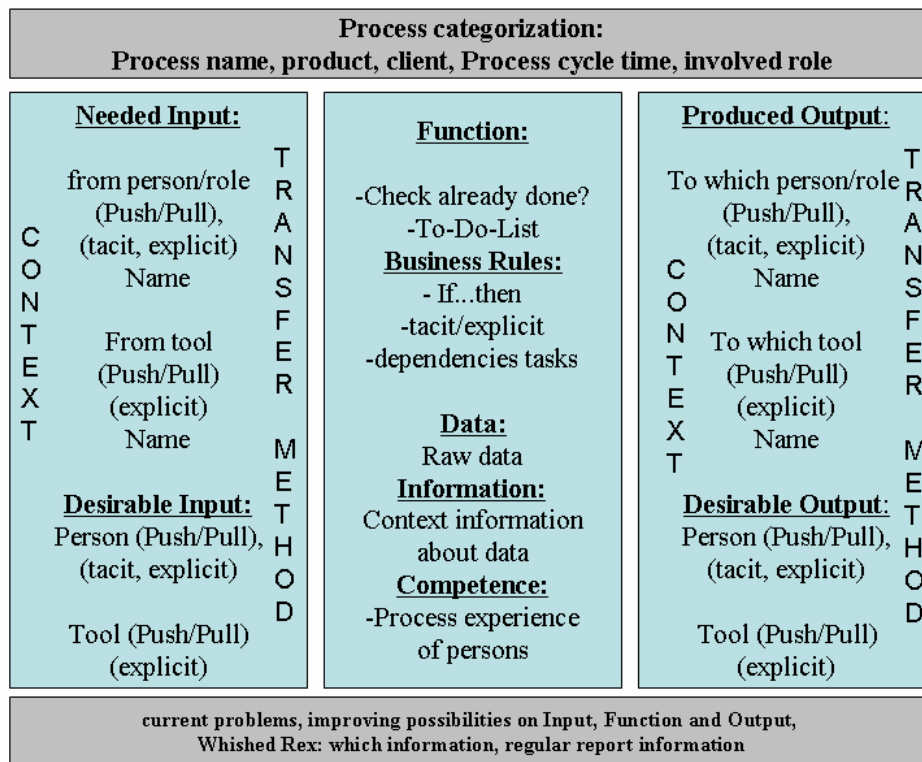 Process categorization:
Process name, product, client, Process cycle time, involved role
Needed Input:
from person/role
(Push/Pull),
(tacit, explicit)
Name
From tool
(Push/Pull)
(explicit)
Name
Desirable Input:
Person (Push/Pull),
(tacit, explicit)
Tool (Push/Pull)
(explicit)
CONTEXT
TRANSFER METHOD
Function:
-Check already done?
-To-Do-List
Business Rules:
- If...then
-tacit/explicit
-dependencies tasks
Data:
Raw data
Information:
Context information
about data
Competence:
-Process experience
of persons
Produced Output:
To which person/role
(Push/Pull),
(tacit, explicit)
Name
To which tool
(Push/Pull)
(explicit)
Name
Desirable Output:
Person (Push/Pull),
(tacit, explicit)
Tool (Push/Pull)
(explicit)
CONTEXT
TRANSFER METHOD
current problems, improving possibilities on Input, Function and Output,
Whished Rex: which information, regular report information